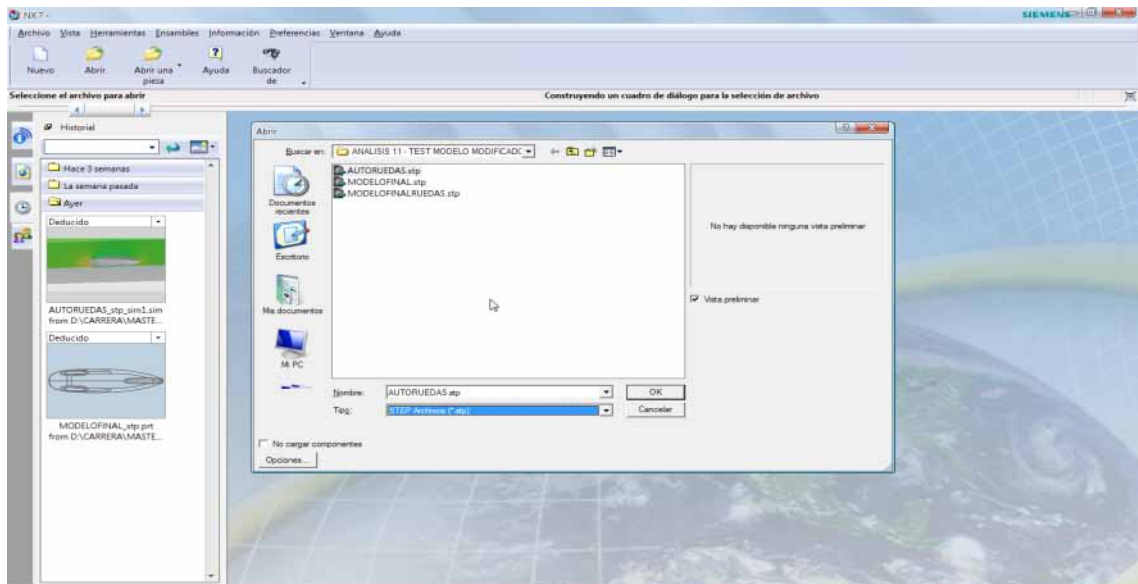 NX 7 -
SIEMENS
Archivo Vista Herramientas Ensambles Información Preferencias Ventana Ayuda
Nuevo Abrir Abrir una pieza Ayuda Buscador de
Seleccione el archivo para abrir Construyendo un cuadro de diálogo para la selección de archivo
Historial
Hace 3 semanas
La semana pasada
Ayer
Deducido
AUTORUEDAS_stp_sim1.sim
from D:\CARRERA\MASTE...
Deducido
MODELOFINAL_stp.prt
from D:\CARRERA\MASTE...
Abrir
Buscar en: ANALISIS 11 - TEST MODELO MODIFICADO
AUTORUEDAS.stp
MODELOFINAL.stp
MODELOFINALRUEDAS.stp
Documentos recientes
Escritorio
Mis documentos
Mi PC
No hay disponible ninguna vista preliminar
Vista preliminar
Nombre: AUTORUEDAS.stp OK
Tipo: STEP Archivos (*.stp) Cancelar
No cargar componentes
Opciones...